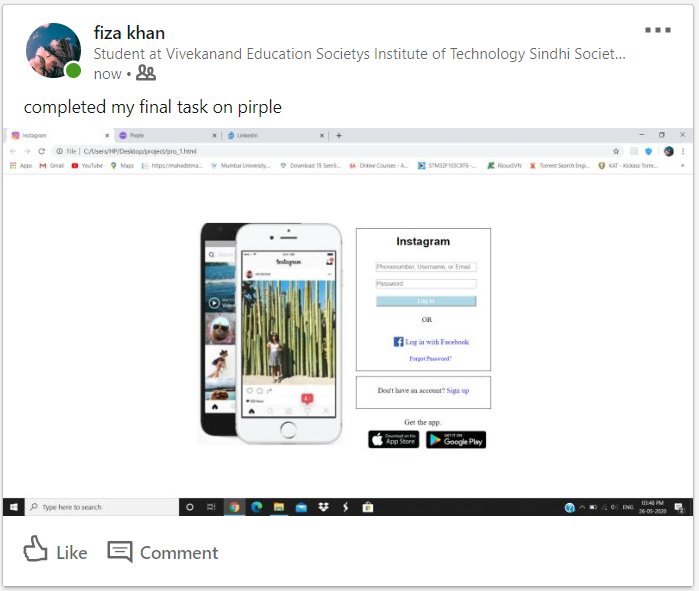 fiza khan
Student at Vivekanand Education Societys Institute of Technology Sindhi Societ...
now •
completed my final task on pirple
Instagram
Pirple
LinkedIn
File | C:/Users/HP/Desktop/project/pro_1.html
Apps Gmail YouTube Maps https://mahadbtma... Mumbai University,... Download TE Sem5... Online Courses - A... STM32F103C8T6 -... RiouxSVN Torrent Search Engi... KAT - Kickass Torre...
Instagram
Instagram
Phonenumber, Username, or Email
Password
Log in
OR
Log in with Facebook
Forgot Password?
Don't have an account? Sign up
Get the app.
Download on the App Store
GET IT ON Google Play
Type here to search
ENG
03:48 PM
26-05-2020
Like Comment